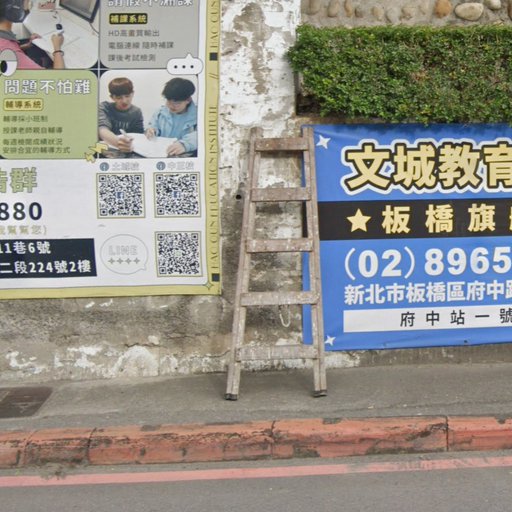 補課系統
HD高畫質輸出
電腦連線 隨時補課
課後考試檢測
問題不怕難
輔導系統
輔導採小班制
授課老師親自輔導
每週檢閱成績狀況
安排合宜的輔導方式
群
880
11巷6號
二段224號2樓
LINE
文城教育
★板橋旗
(02)8965
新北市板橋區府中路
府中站一號